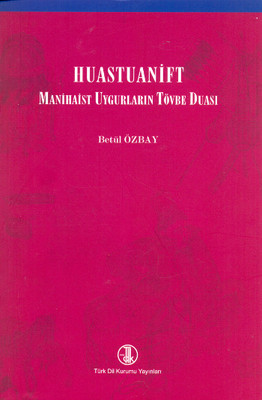 HUASTUANİFT
MANİHAİST UYGURLARIN TÖVBE DUASI
Betül ÖZBAY
Türk Dil Kurumu Yayınları